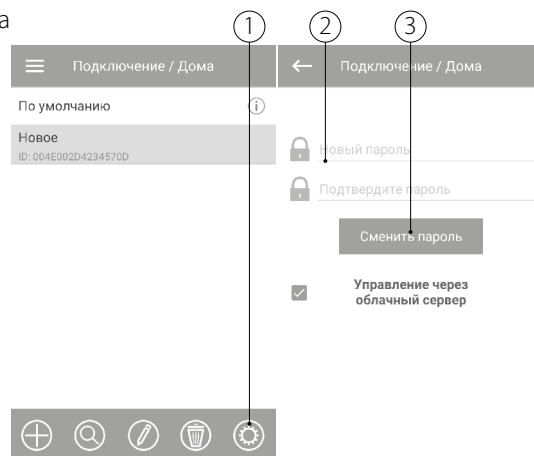 а
1
2
3
Подключение / Дома
По умолчанию
i
Новое
ID: 004E002D4234570D
Подключение / Дома
Новый пароль
Подтвердите пароль
Сменить пароль
Управление через
облачный сервер